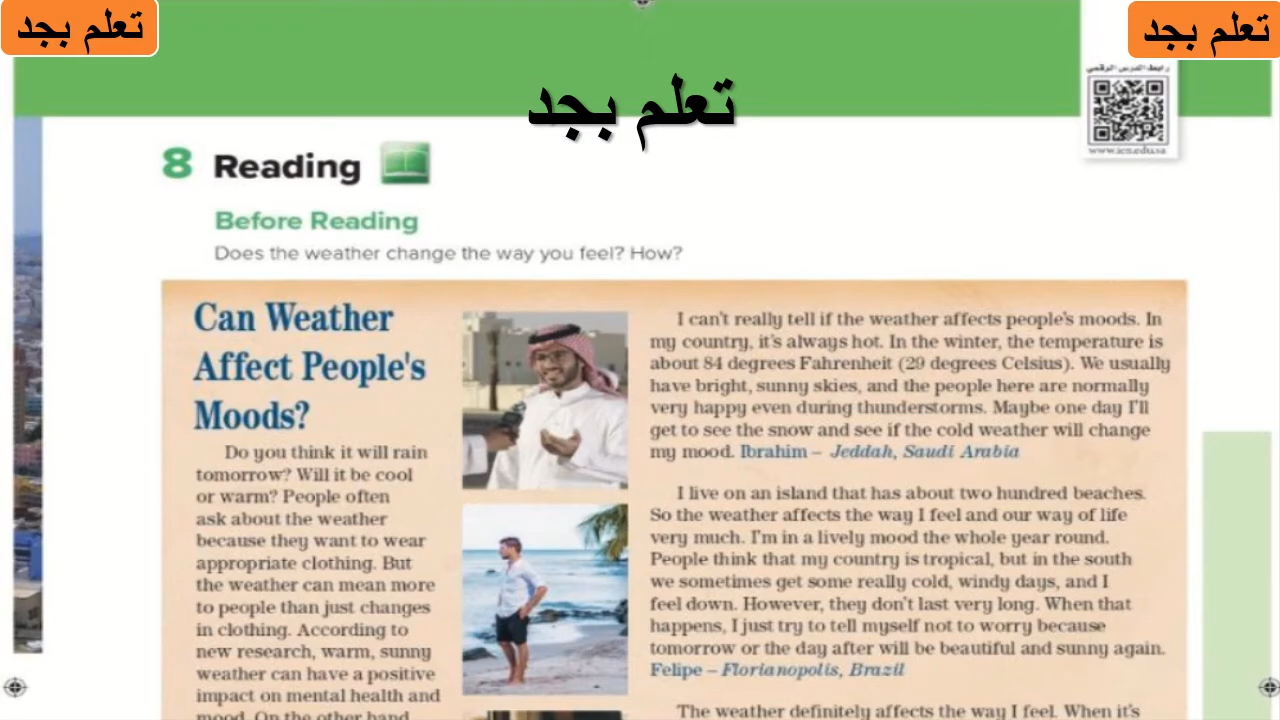 تعلم بجد
تعلم بجد
رابط الدرس الرقمي
www.ien.edu.sa
تعلم بجد
8 Reading
Before Reading
Does the weather change the way you feel? How?
Can Weather
Affect People's
Moods?
Do you think it will rain
tomorrow? Will it be cool
or warm? People often
ask about the weather
because they want to wear
appropriate clothing. But
the weather can mean more
to people than just changes
in clothing. According to
new research, warm, sunny
weather can have a positive
impact on mental health and
mood. On the other hand,
I can't really tell if the weather affects people's moods. In
my country, it's always hot. In the winter, the temperature is
about 84 degrees Fahrenheit (29 degrees Celsius). We usually
have bright, sunny skies, and the people here are normally
very happy even during thunderstorms. Maybe one day I'll
get to see the snow and see if the cold weather will change
my mood. Ibrahim – Jeddah, Saudi Arabia
I live on an island that has about two hundred beaches.
So the weather affects the way I feel and our way of life
very much. I'm in a lively mood the whole year round.
People think that my country is tropical, but in the south
we sometimes get some really cold, windy days, and I
feel down. However, they don't last very long. When that
happens, I just try to tell myself not to worry because
tomorrow or the day after will be beautiful and sunny again.
Felipe – Florianopolis, Brazil
The weather definitely affects the way I feel. When it's